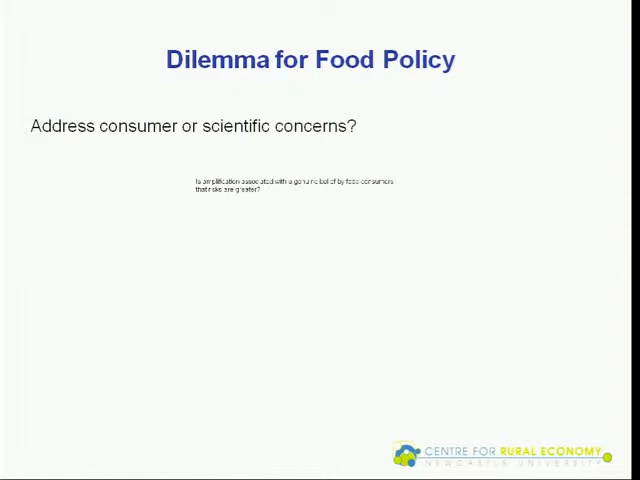 Dilemma for Food Policy
Address consumer or scientific concerns?
Is amplification associated with a genuine belief by food consumers
that risks are greater?
CENTRE FOR RURAL ECONOMY
NEWCASTLE UNIVERSITY